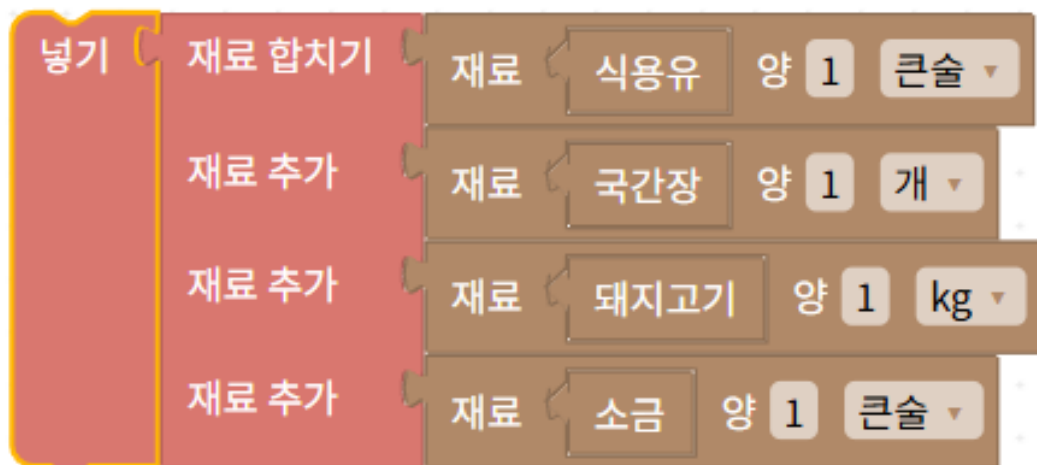 넣기 재료 합치기 재료 식용유 양 1 큰술
재료 추가 재료 국간장 양 1 개
재료 추가 재료 돼지고기 양 1 kg
재료 추가 재료 소금 양 1 큰술